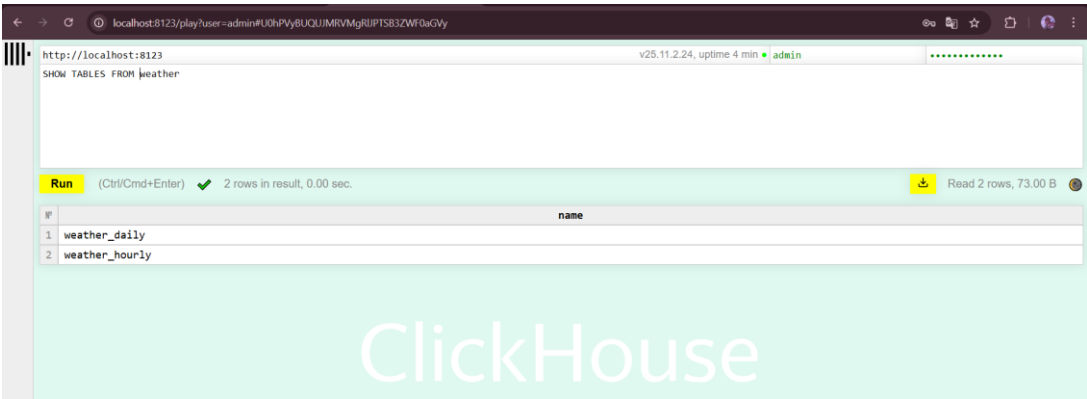 localhost:8123/play?user=admin#U0hPVyBUQUJMRVMgRlJPTSB3ZWF0aGVy
http://localhost:8123
v25.11.2.24, uptime 4 min
admin
•••••••••••••
SHOW TABLES FROM weather
Run
(Ctrl/Cmd+Enter)
2 rows in result, 0.00 sec.
Read 2 rows, 73.00 B
№
name
1 weather_daily
2 weather_hourly
ClickHouse